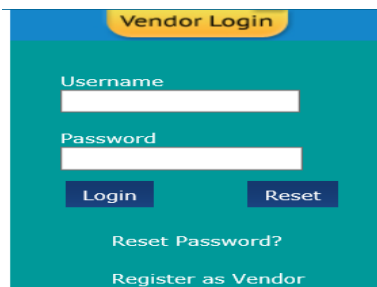 Vendor Login
Username
Password
Login Reset
Reset Password?
Register as Vendor